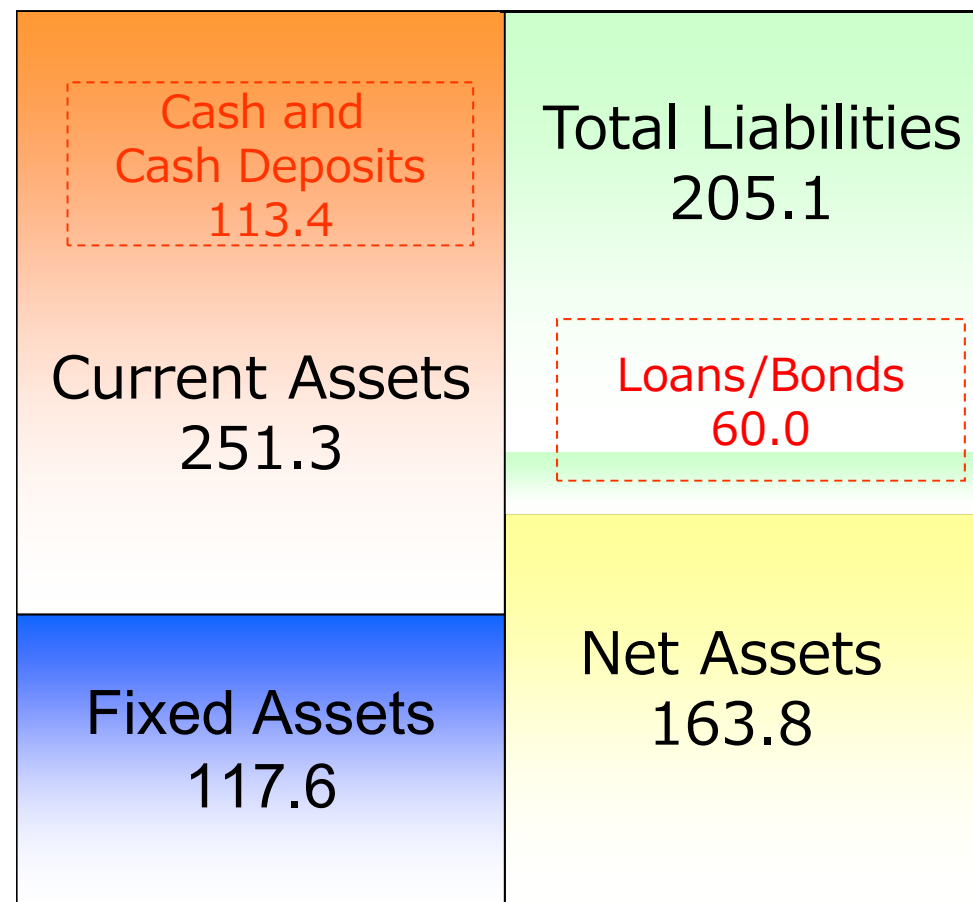 Cash and
Cash Deposits
113.4
Current Assets
251.3
Fixed Assets
117.6
Total Liabilities
205.1
Loans/Bonds
60.0
Net Assets
163.8